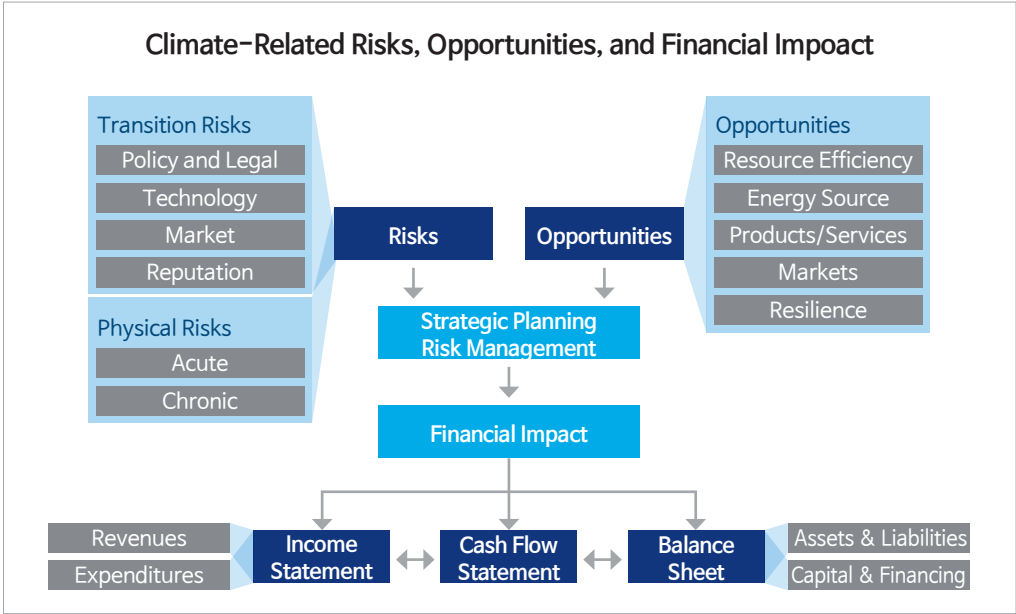 Climate-Related Risks, Opportunities, and Financial Impoact
Transition Risks
Policy and Legal
Technology
Market
Reputation
Physical Risks
Acute
Chronic
Risks
Opportunities
Opportunities
Resource Efficiency
Energy Source
Products/Services
Markets
Resilience
Strategic Planning
Risk Management
Financial Impact
Revenues
Expenditures
Income
Statement
Cash Flow
Statement
Balance
Sheet
Assets & Liabilities
Capital & Financing